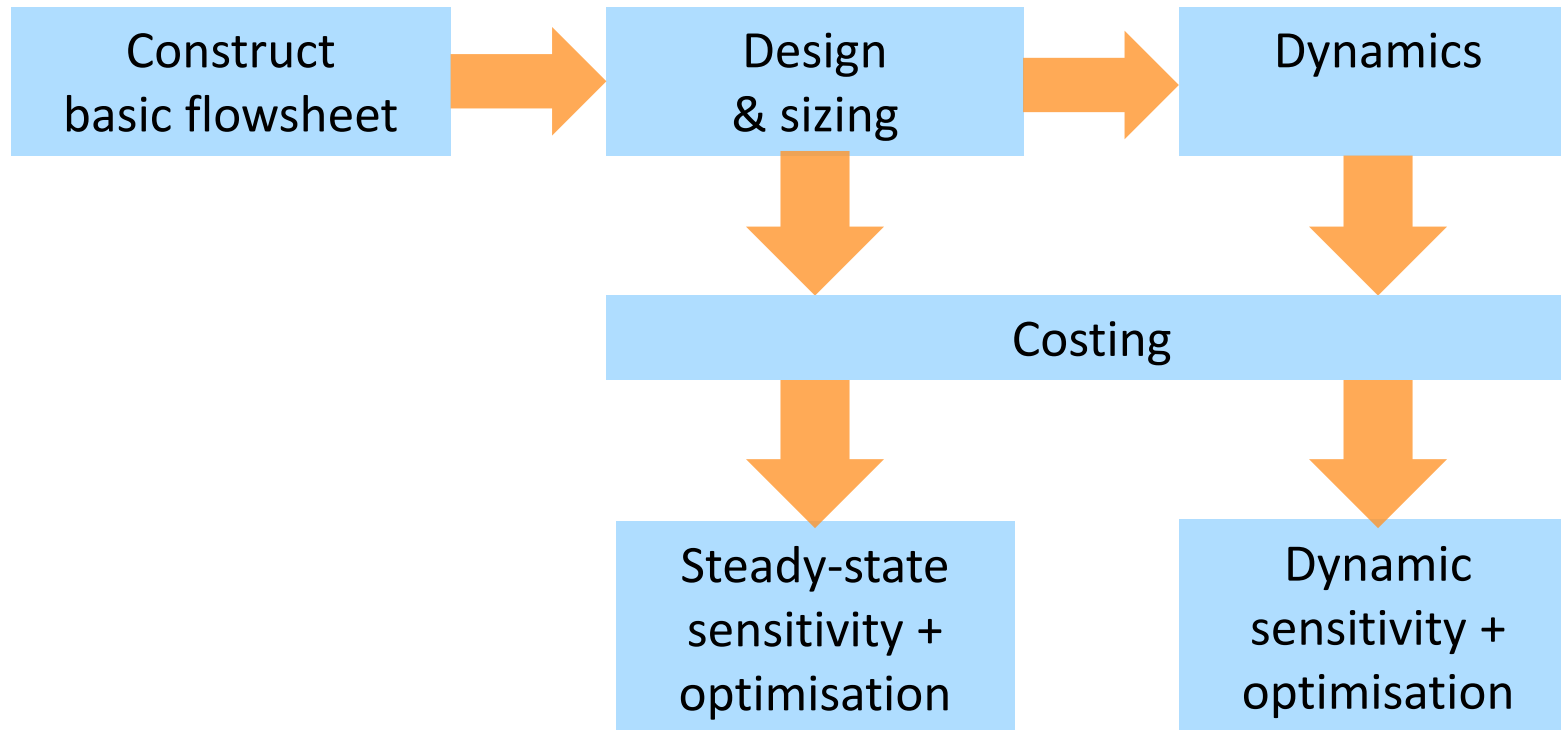 Construct
basic flowsheet
Design
& sizing
Dynamics
Costing
Steady-state
sensitivity +
optimisation
Dynamic
sensitivity +
optimisation